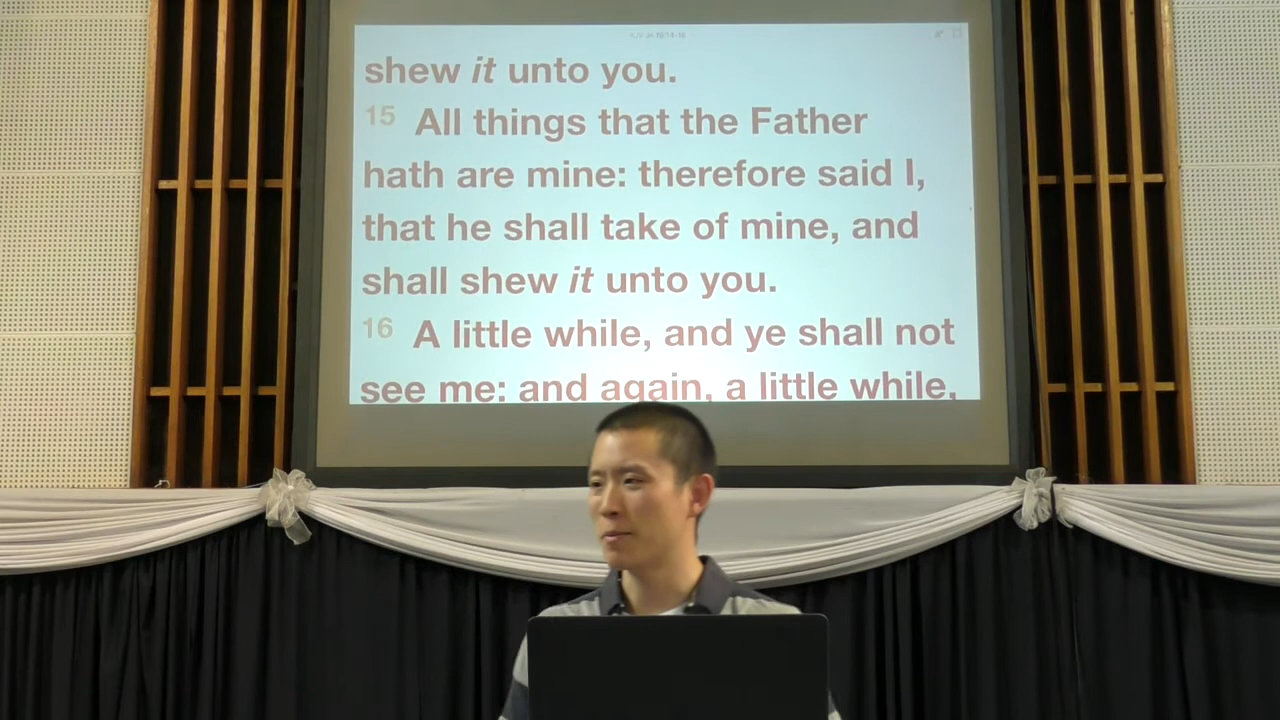 shew it unto you.
15 All things that the Father
hath are mine: therefore said I,
that he shall take of mine, and
shall shew it unto you.
16 A little while, and ye shall not
see me: and again, a little while,